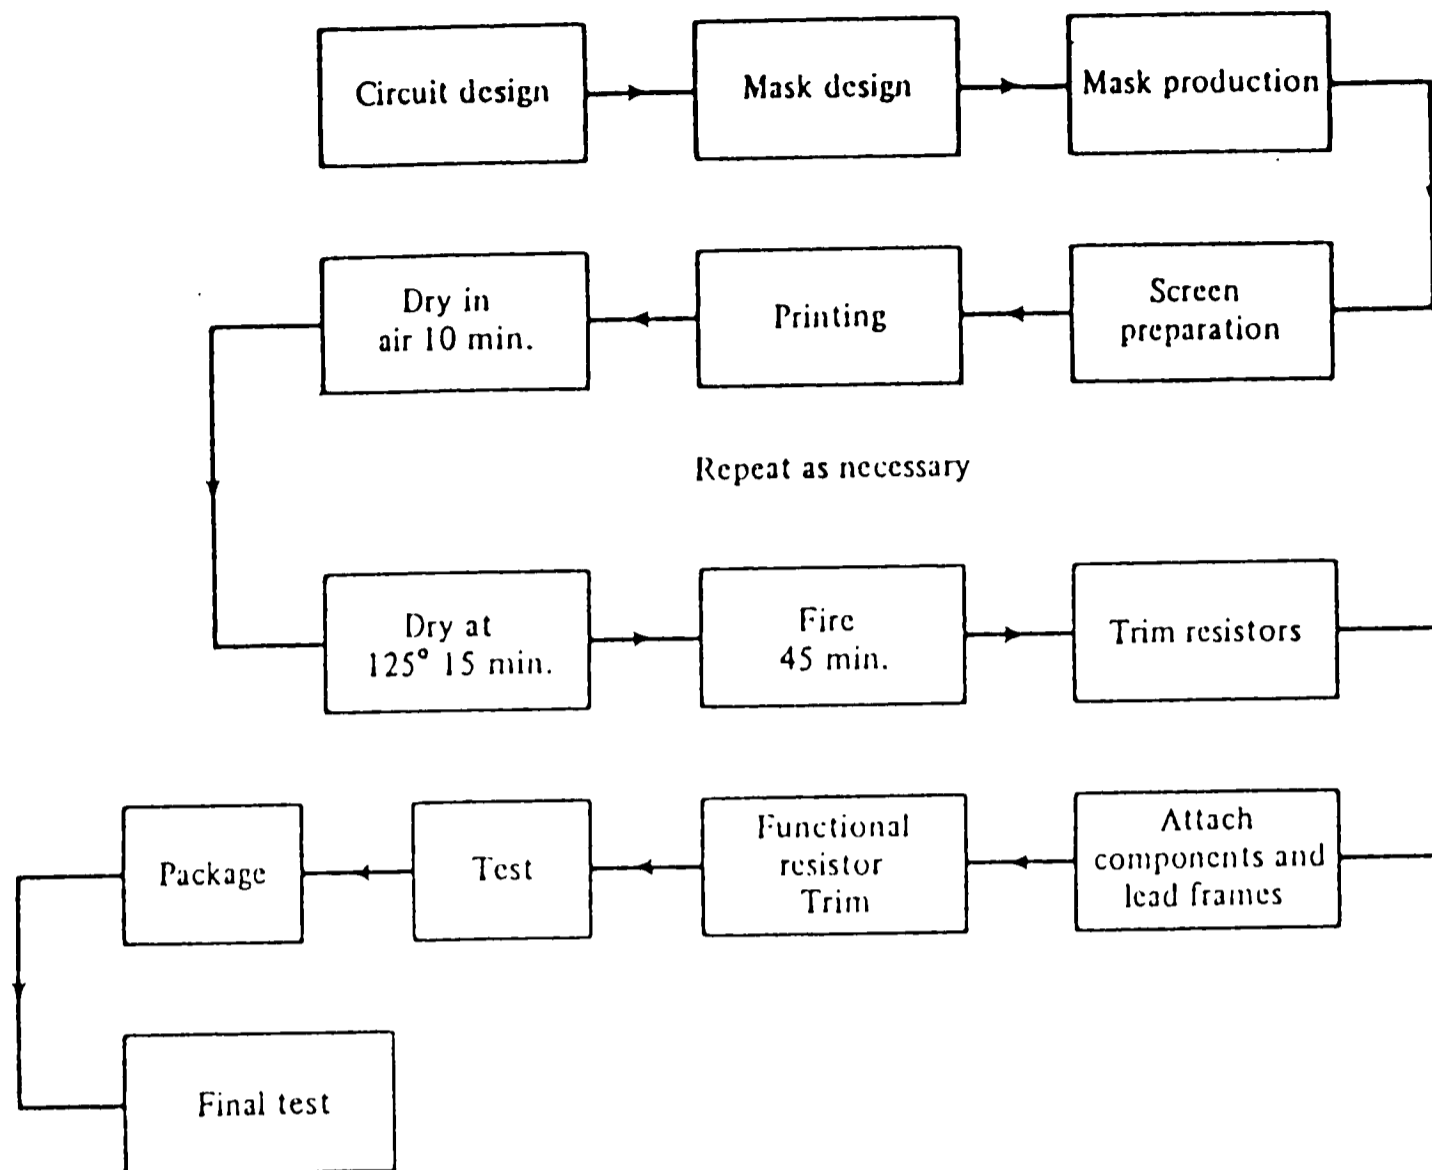 Circuit design
Mask design
Mask production
Screen
preparation
Printing
Dry in
air 10 min.
Repeat as necessary
Dry at
125° 15 min.
Fire
45 min.
Trim resistors
Attach
components and
lead frames
Functional
resistor
Trim
Test
Package
Final test